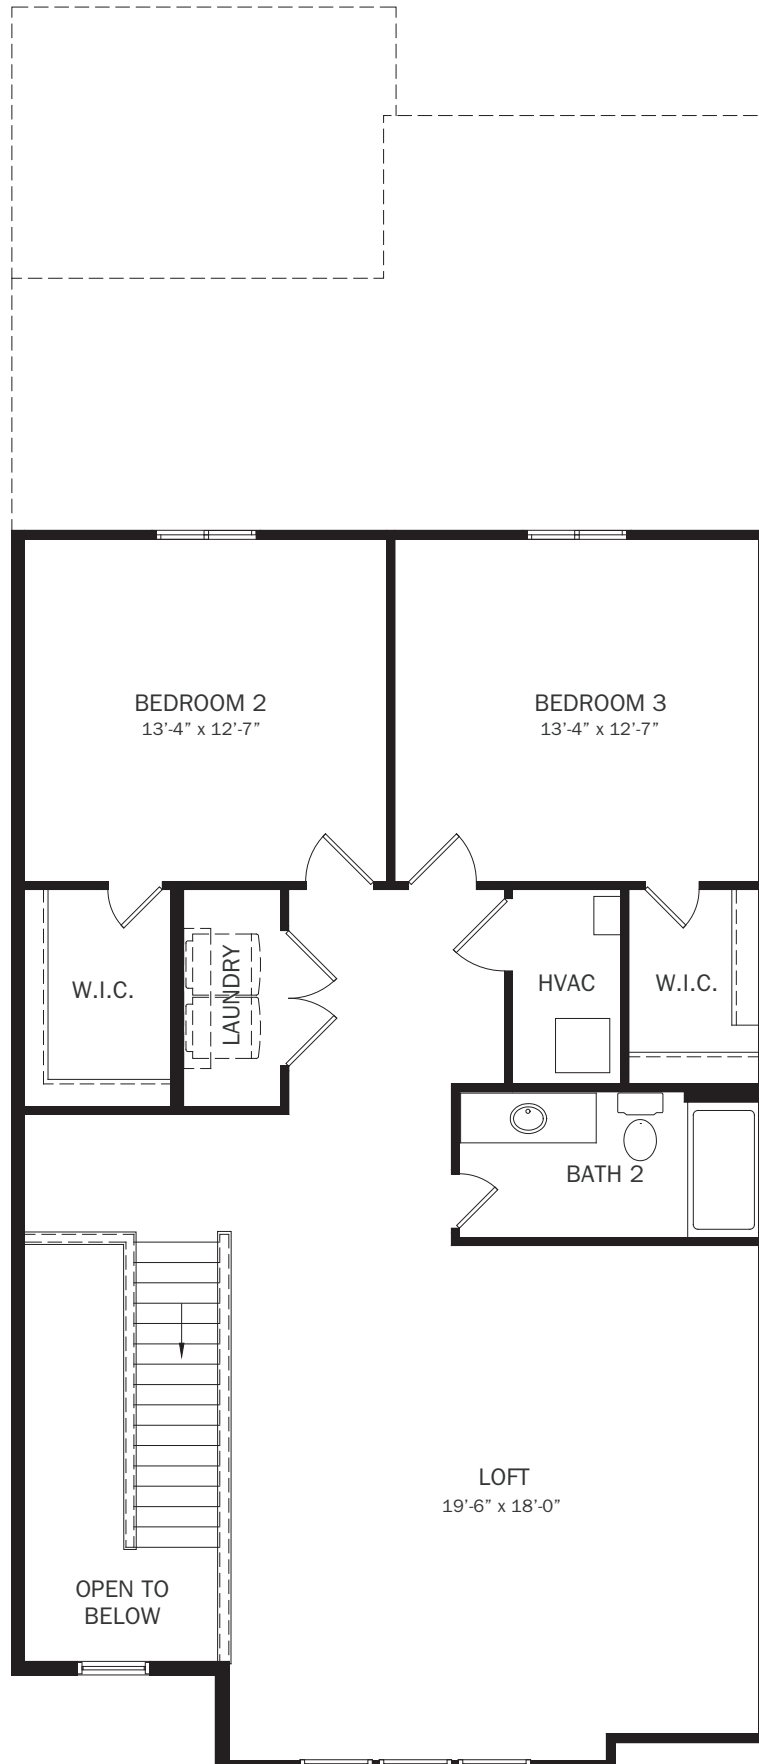 BEDROOM 2
13'-4” x 12'-7”
BEDROOM 3
13'-4” x 12'-7”
W.I.C.
LAUNDRY
HVAC
W.I.C.
BATH 2
LOFT
19'-6” x 18'-0”
OPEN TO
BELOW